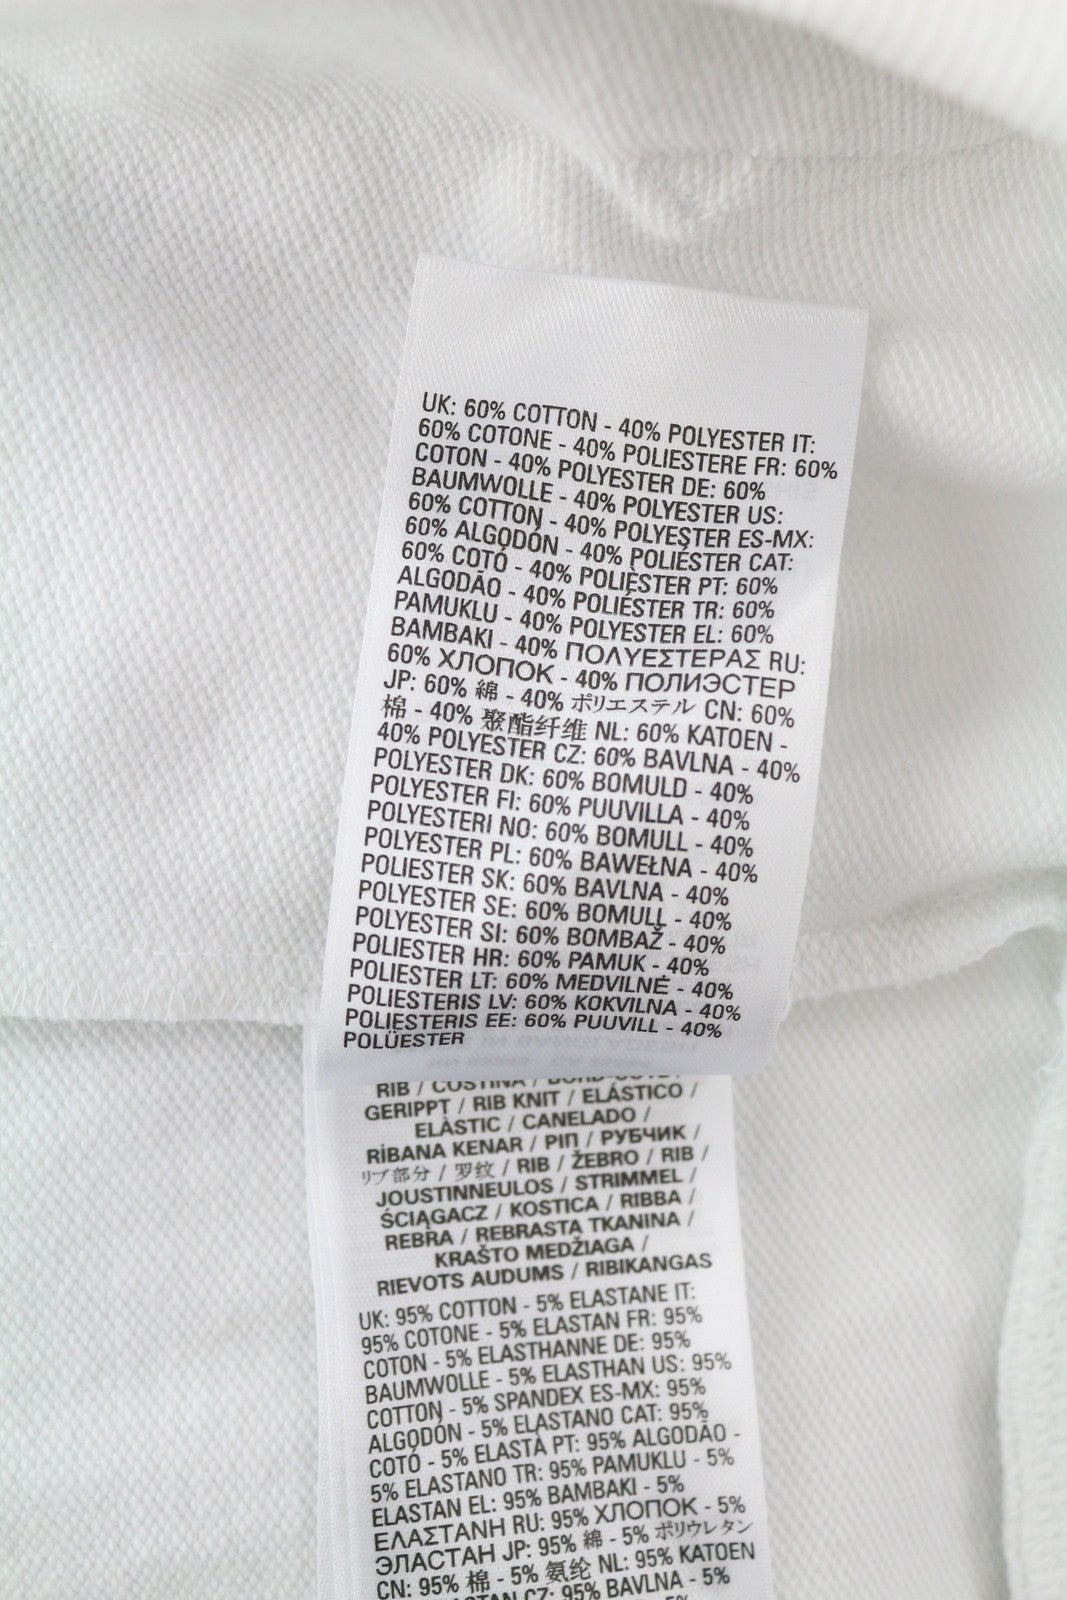 UK: 60% COTTON - 40% POLYESTER IT:
60% COTONE - 40% POLIESTERE FR: 60%
COTON - 40% POLYESTER DE: 60%
BAUMWOLLE - 40% POLYESTER US:
60% COTTON - 40% POLYESTER ES-MX:
60% ALGODÓN - 40% POLIÉSTER CAT:
60% COTÓ - 40% POLIÈSTER PT: 60%
ALGODÃO - 40% POLIÉSTER TR: 60%
PAMUKLU - 40% POLYESTER EL: 60%
BAMBAKI - 40% ΠΟΛΥΕΣΤΕΡΑΣ RU:
60% ХЛОПОК - 40% ПОЛИЭСТЕР
JP: 60% 綿 - 40% ポリエステル CN: 60%
棉 - 40% 聚酯纤维 NL: 60% KATOEN -
40% POLYESTER CZ: 60% BAVLNA - 40%
POLYESTER DK: 60% BOMULD - 40%
POLYESTER FI: 60% PUUVILLA - 40%
POLYESTERI NO: 60% BOMULL - 40%
POLYESTER PL: 60% BAWEŁNA - 40%
POLIESTER SK: 60% BAVLNA - 40%
POLYESTER SE: 60% BOMULL - 40%
POLYESTER SI: 60% BOMBAŽ - 40%
POLIESTER HR: 60% PAMUK - 40%
POLIESTER LT: 60% MEDVILNĖ - 40%
POLIESTERIS LV: 60% KOKVILNA - 40%
POLIESTERIS EE: 60% PUUVILL - 40%
POLÜESTER
RIB / COSTINA /
GERIPPT / RIB KNIT / ELÁSTICO /
ELÀSTIC / CANELADO /
RİBANA KENAR / ΡΙΠ / РУБЧИК /
リブ部分 / 罗纹 / RIB / ŽEBRO / RIB /
JOUSTINNEULOS / STRIMMEL /
ŚCIĄGACZ / KOSTICA / RIBBA /
REBRA / REBRASTA TKANINA /
KRAŠTO MEDŽIAGA /
RIEVOTS AUDUMS / RIBIKANGAS
UK: 95% COTTON - 5% ELASTANE IT:
95% COTONE - 5% ELASTAN FR: 95%
COTON - 5% ELASTHANNE DE: 95%
BAUMWOLLE - 5% ELASTHAN US: 95%
COTTON - 5% SPANDEX ES-MX: 95%
ALGODÓN - 5% ELASTANO CAT: 95%
COTÓ - 5% ELASTÀ PT: 95% ALGODÃO -
5% ELASTANO TR: 95% PAMUKLU - 5%
ELASTAN EL: 95% BAMBAKI - 5%
ΕΛΑΣΤΑΝΗ RU: 95% ХЛОПОК - 5%
ЭЛАСТАН JP: 95% 綿 - 5% ポリウレタン
CN: 95% 棉 - 5% 氨纶 NL: 95% KATOEN
CZ: 95% BAVLNA - 5%
5%